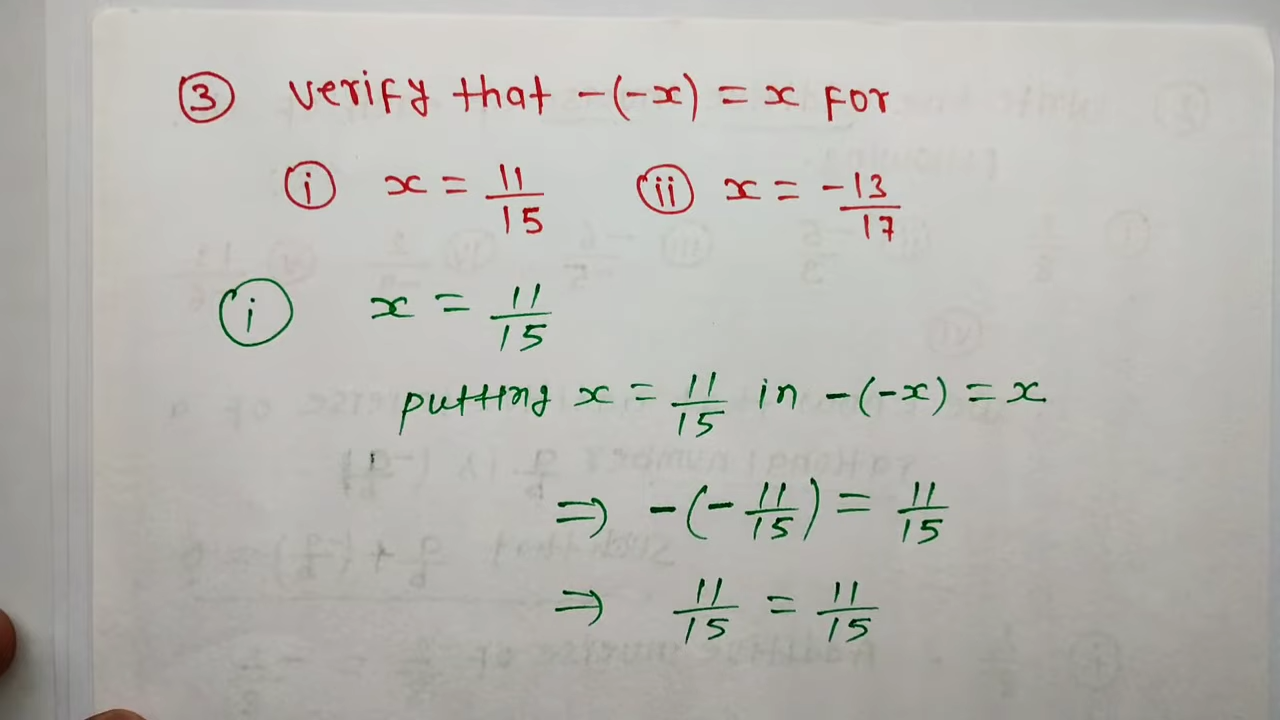 ③ verify that -(-x) = x for
ⓘ x = 11/15 ⓘⓘ x = -13/17
ⓘ x = 11/15
putting x = 11/15 in -(-x) = x
⇒ -(-11/15) = 11/15
⇒ 11/15 = 11/15